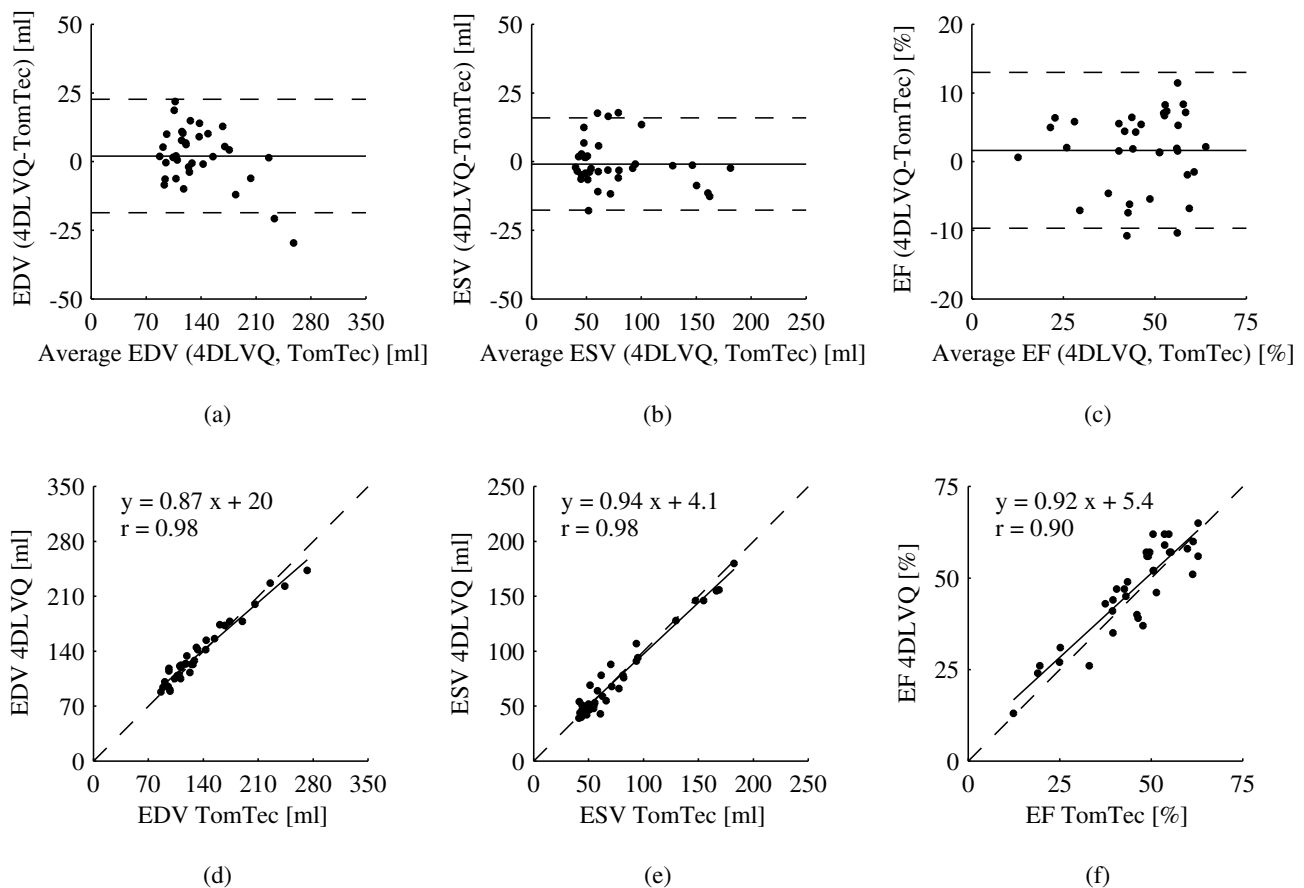 EDV (4DLVQ-TomTec) [ml]
50
25
0
-25
-50
0 70 140 210 280 350
Average EDV (4DLVQ, TomTec) [ml]
(a)
ESV (4DLVQ-TomTec) [ml]
50
25
0
-25
-50
0 50 100 150 200 250
Average ESV (4DLVQ, TomTec) [ml]
(b)
EF (4DLVQ-TomTec) [%]
20
10
0
-10
-20
0 25 50 75
Average EF (4DLVQ, TomTec) [%]
(c)
EDV 4DLVQ [ml]
350
280
210
140
70
0
y = 0.87 x + 20
r = 0.98
0 70 140 210 280 350
EDV TomTec [ml]
(d)
ESV 4DLVQ [ml]
250
200
150
100
50
0
y = 0.94 x + 4.1
r = 0.98
0 50 100 150 200 250
ESV TomTec [ml]
(e)
EF 4DLVQ [%]
75
50
25
0
y = 0.92 x + 5.4
r = 0.90
0 25 50 75
EF TomTec [%]
(f)